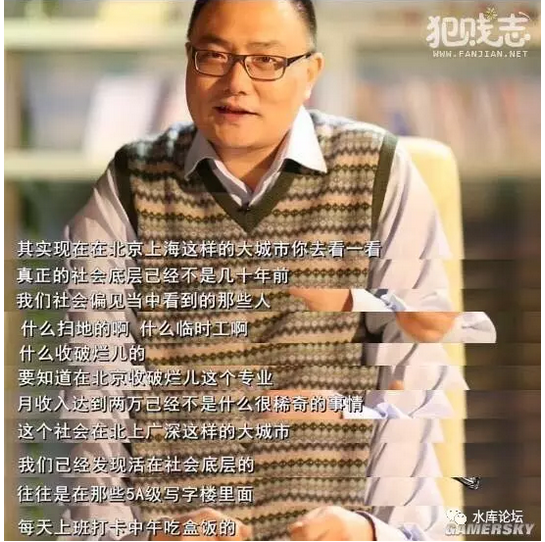 犯贱志
WWW.FANJIAN.NET
其实现在在北京上海这样的大城市你去看一看
真正的社会底层已经不是几十年前
我们社会偏见当中看到的那些人
什么扫地的啊 什么临时工啊
什么收破烂儿的
要知道在北京收破烂儿这个专业
月收入达到两万已经不是什么很稀奇的事情
这个社会在北上广深这样的大城市
我们已经发现活在社会底层的
往往是在那些5A级写字楼里面
每天上班打卡中午吃盒饭的
水库论坛
GAMERSKY